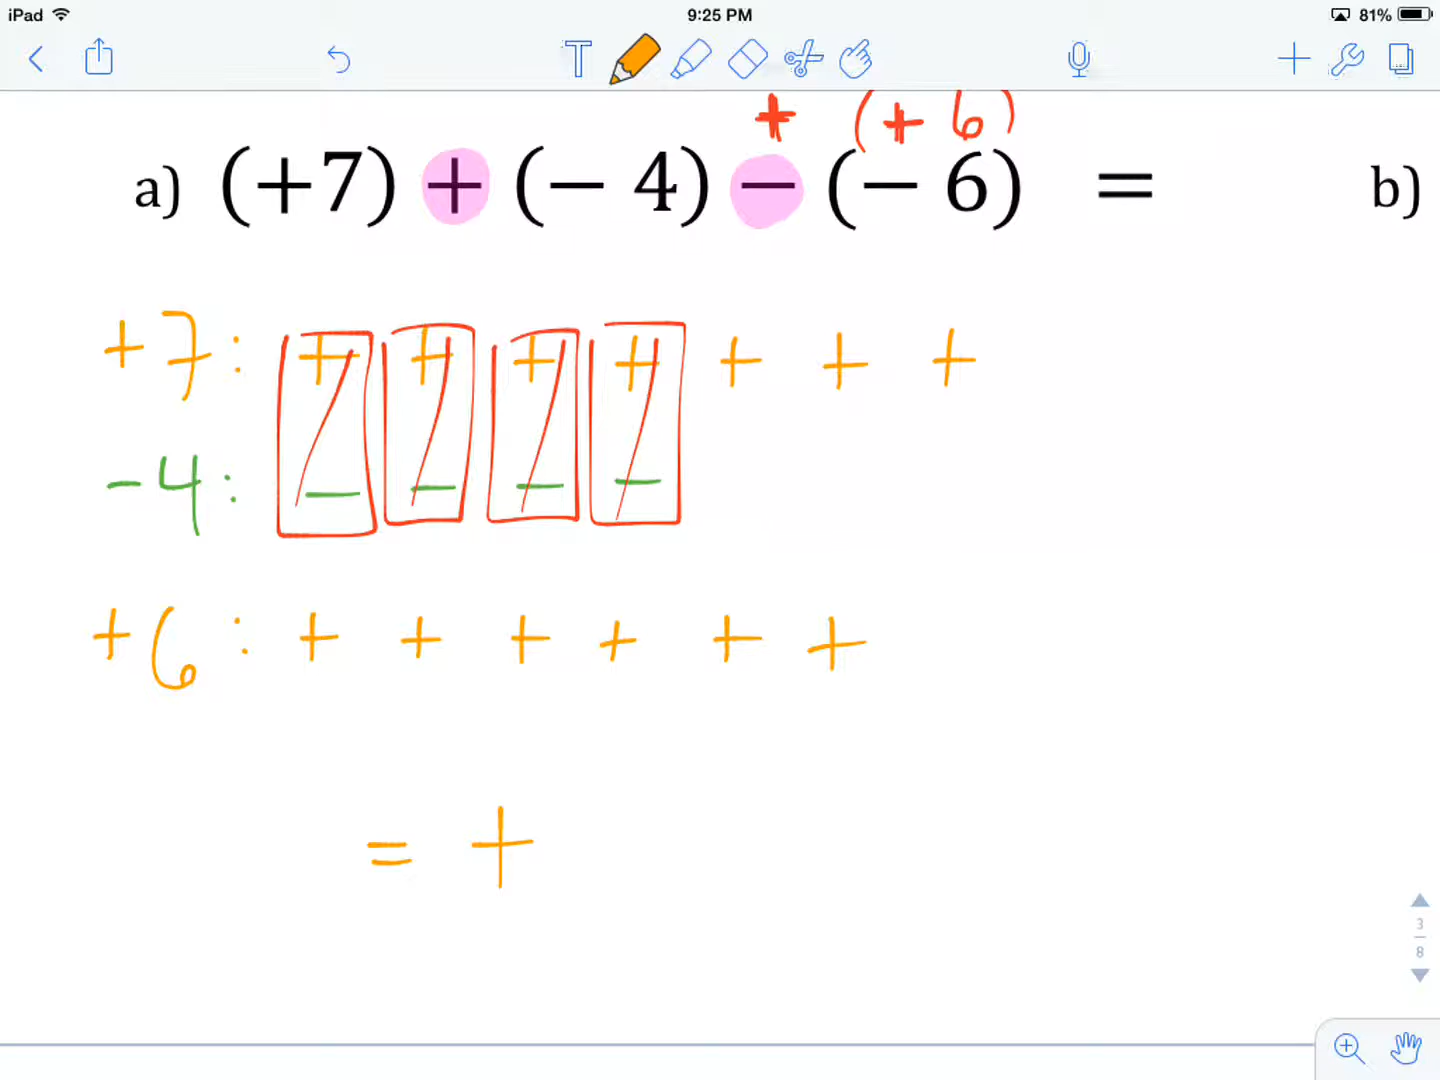 iPad 9:25 PM 81%
T
+ (+ 6)
a) (+7) + (− 4) − (− 6) = b)
+7: + + + + + + +
-4: - - - -
+6: + + + + + +
= +
3
8